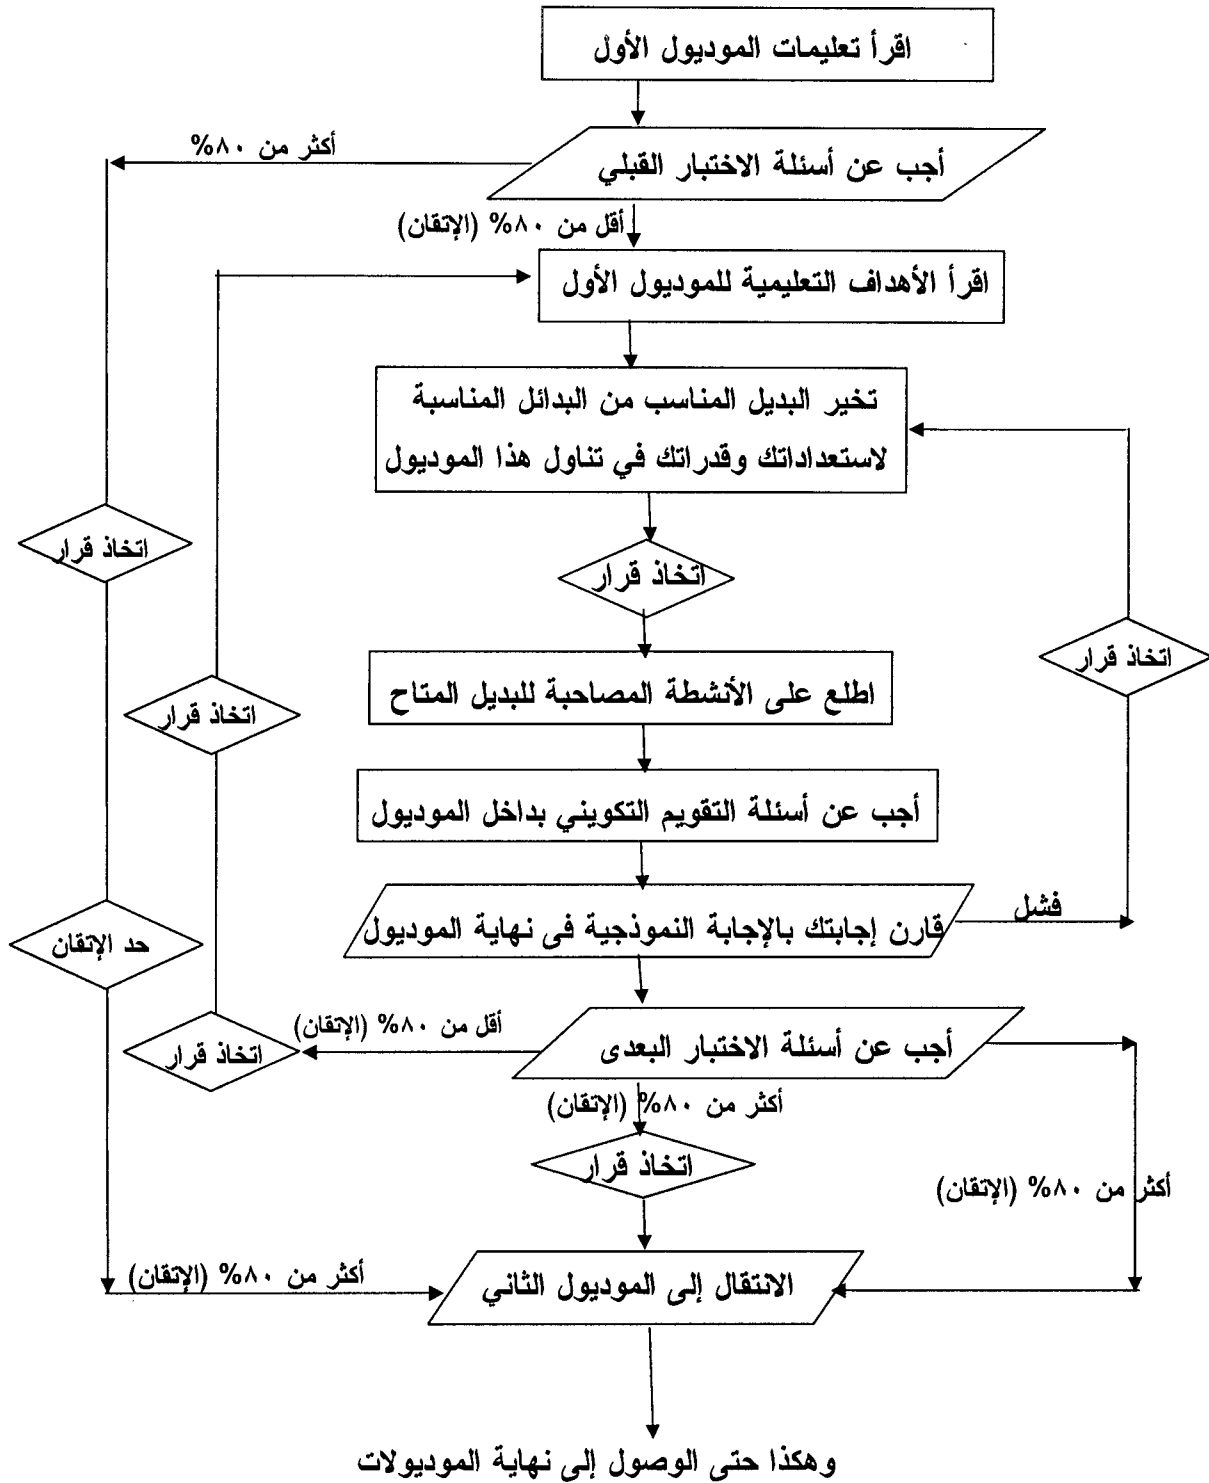 اقرأ تعليمات الموديول الأول
أكثر من ٨٠%
أجب عن أسئلة الاختبار القبلي
أقل من ٨٠% (الإتقان)
اقرأ الأهداف التعليمية للموديول الأول
تخير البديل المناسب من البدائل المناسبة
لاستعداداتك وقدراتك في تناول هذا الموديول
اتخاذ قرار
اتخاذ قرار
اتخاذ قرار
اطلع على الأنشطة المصاحبة للبديل المتاح
اتخاذ قرار
أجب عن أسئلة التقويم التكويني بداخل الموديول
فشل
قارن إجابتك بالإجابة النموذجية فى نهاية الموديول
حد الإتقان
أقل من ٨٠% (الإتقان)
أجب عن أسئلة الاختبار البعدى
اتخاذ قرار
أكثر من ٨٠% (الإتقان)
اتخاذ قرار
أكثر من ٨٠% (الإتقان)
أكثر من ٨٠% (الإتقان)
الانتقال إلى الموديول الثاني
وهكذا حتى الوصول إلى نهاية الموديولات